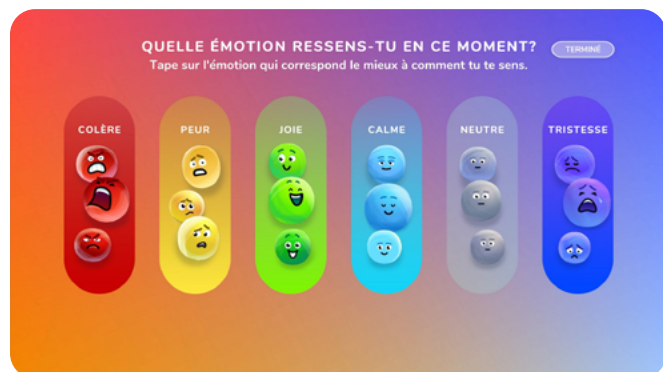 QUELLE ÉMOTION RESSENS-TU EN CE MOMENT?
TERMINÉ
Tape sur l'émotion qui correspond le mieux à comment tu te sens.
COLÈRE
PEUR
JOIE
CALME
NEUTRE
TRISTESSE